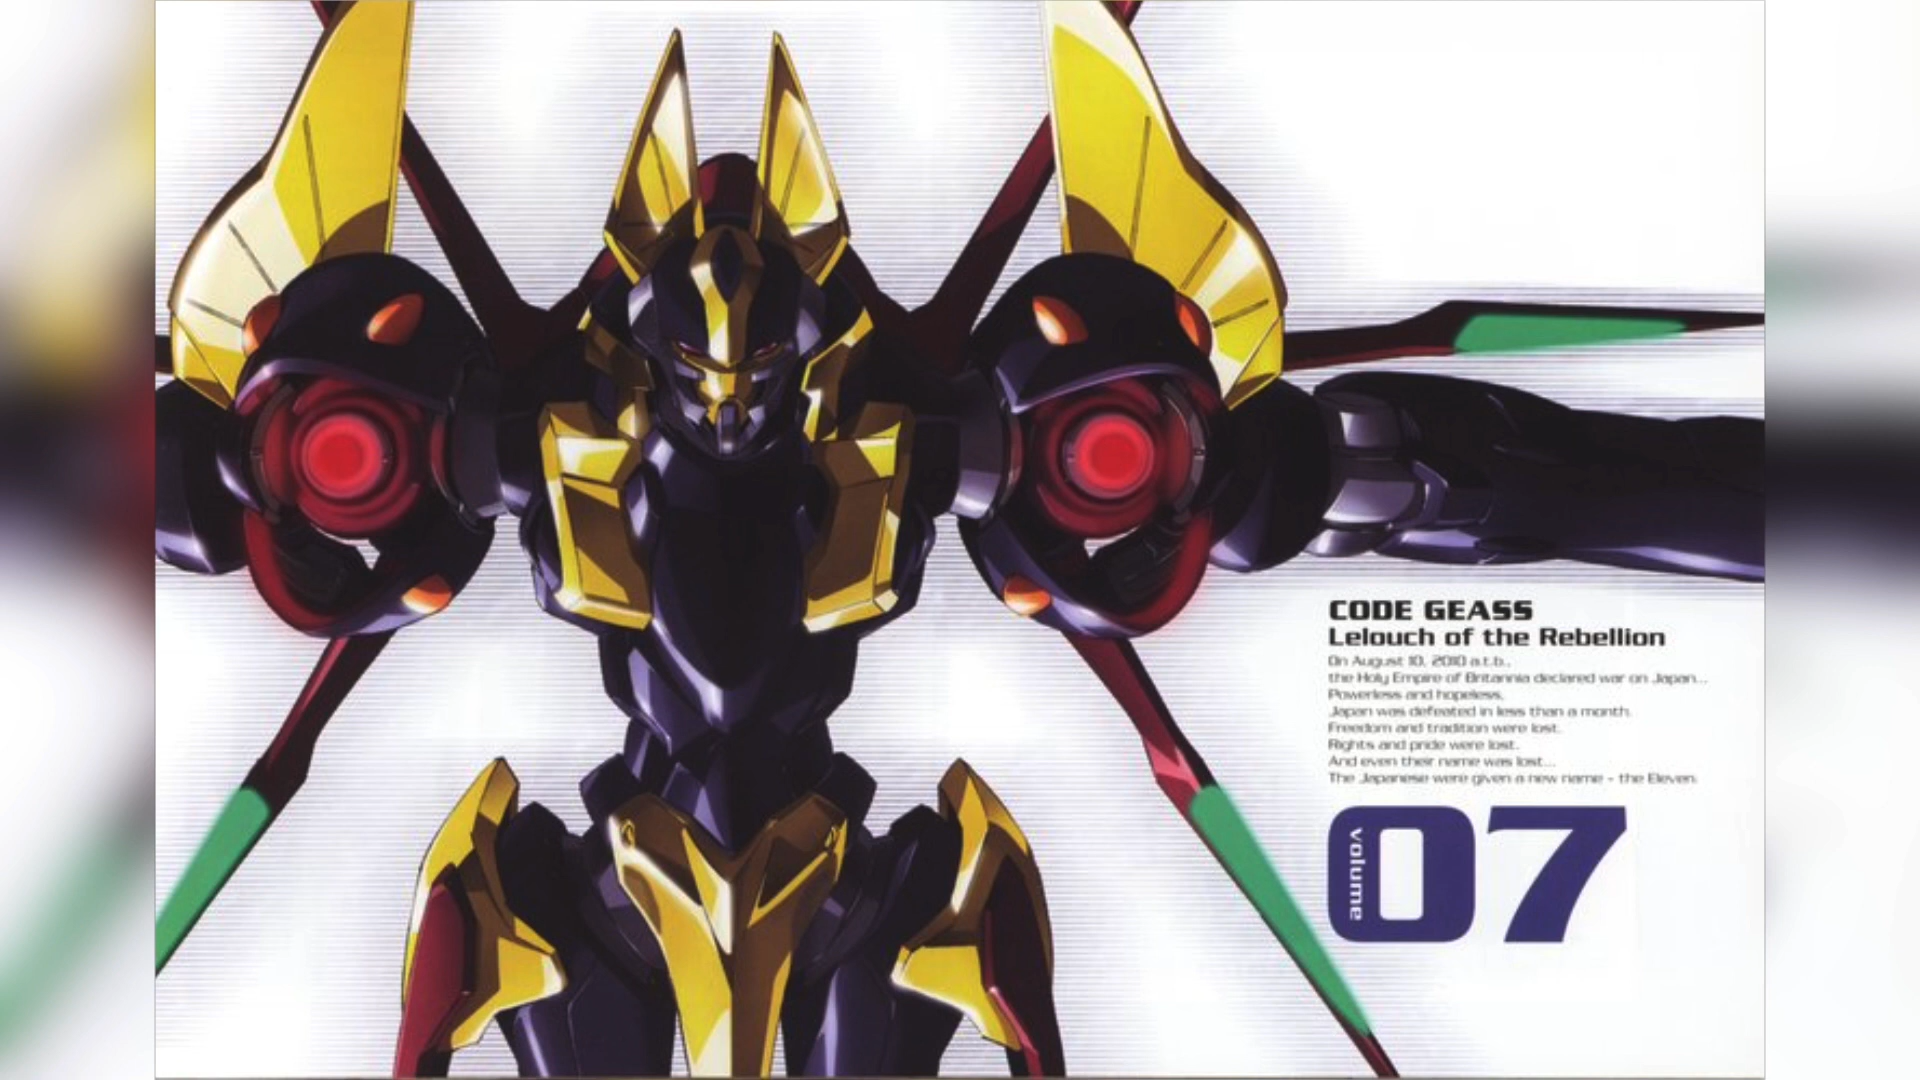 CODE GEASS
Lelouch of the Rebellion
On August 10, 2010 a.t.b.,
the Holy Empire of Britannia declared war on Japan...
Powerless and hopeless,
Japan was defeated in less than a month.
Freedom and tradition were lost.
Rights and pride were lost.
And even their name was lost...
The Japanese were given a new name - the Eleven.
volume
07